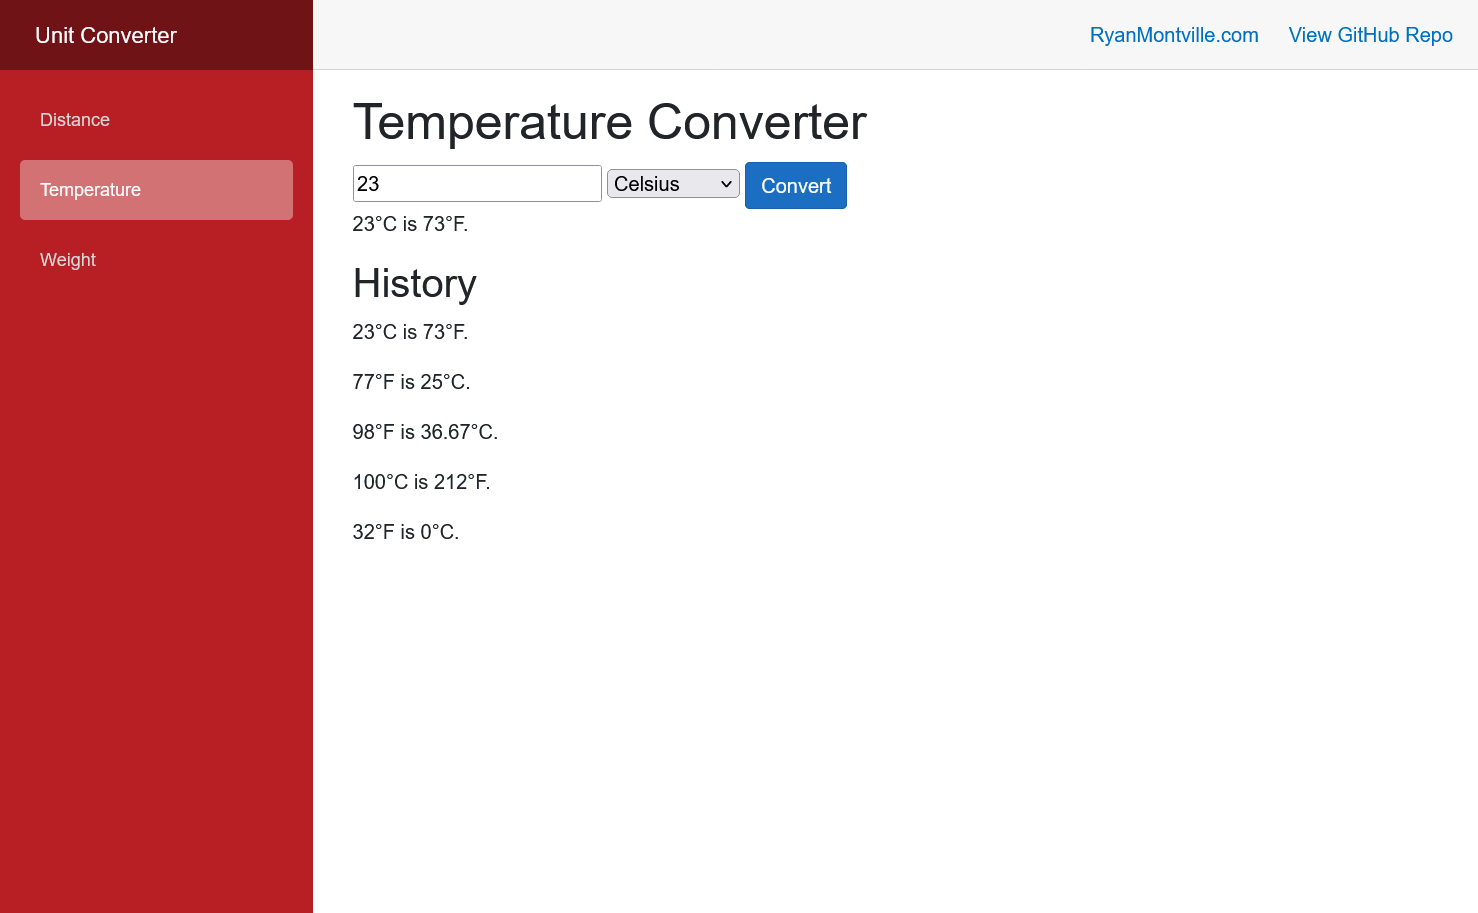 Unit Converter
RyanMontville.com View GitHub Repo
Distance
Temperature
Weight
Temperature Converter
23 Celsius Convert
23°C is 73°F.
History
23°C is 73°F.
77°F is 25°C.
98°F is 36.67°C.
100°C is 212°F.
32°F is 0°C.